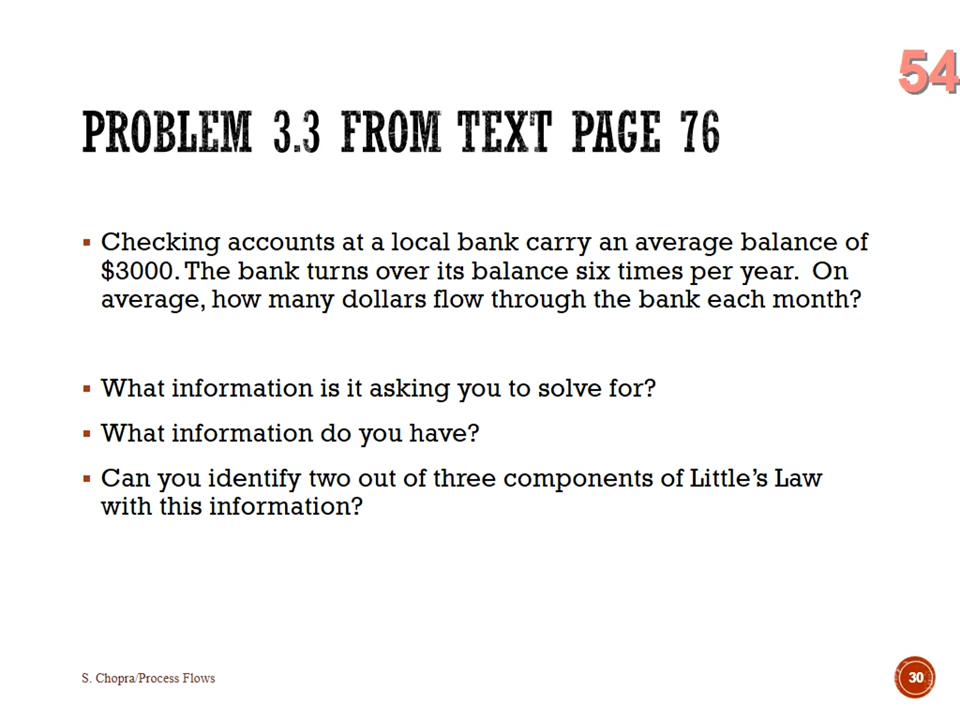 54
PROBLEM 3.3 FROM TEXT PAGE 76
▪ Checking accounts at a local bank carry an average balance of
$3000. The bank turns over its balance six times per year.  On
average, how many dollars flow through the bank each month?
▪ What information is it asking you to solve for?
▪ What information do you have?
▪ Can you identify two out of three components of Little's Law
with this information?
S. Chopra/Process Flows
30